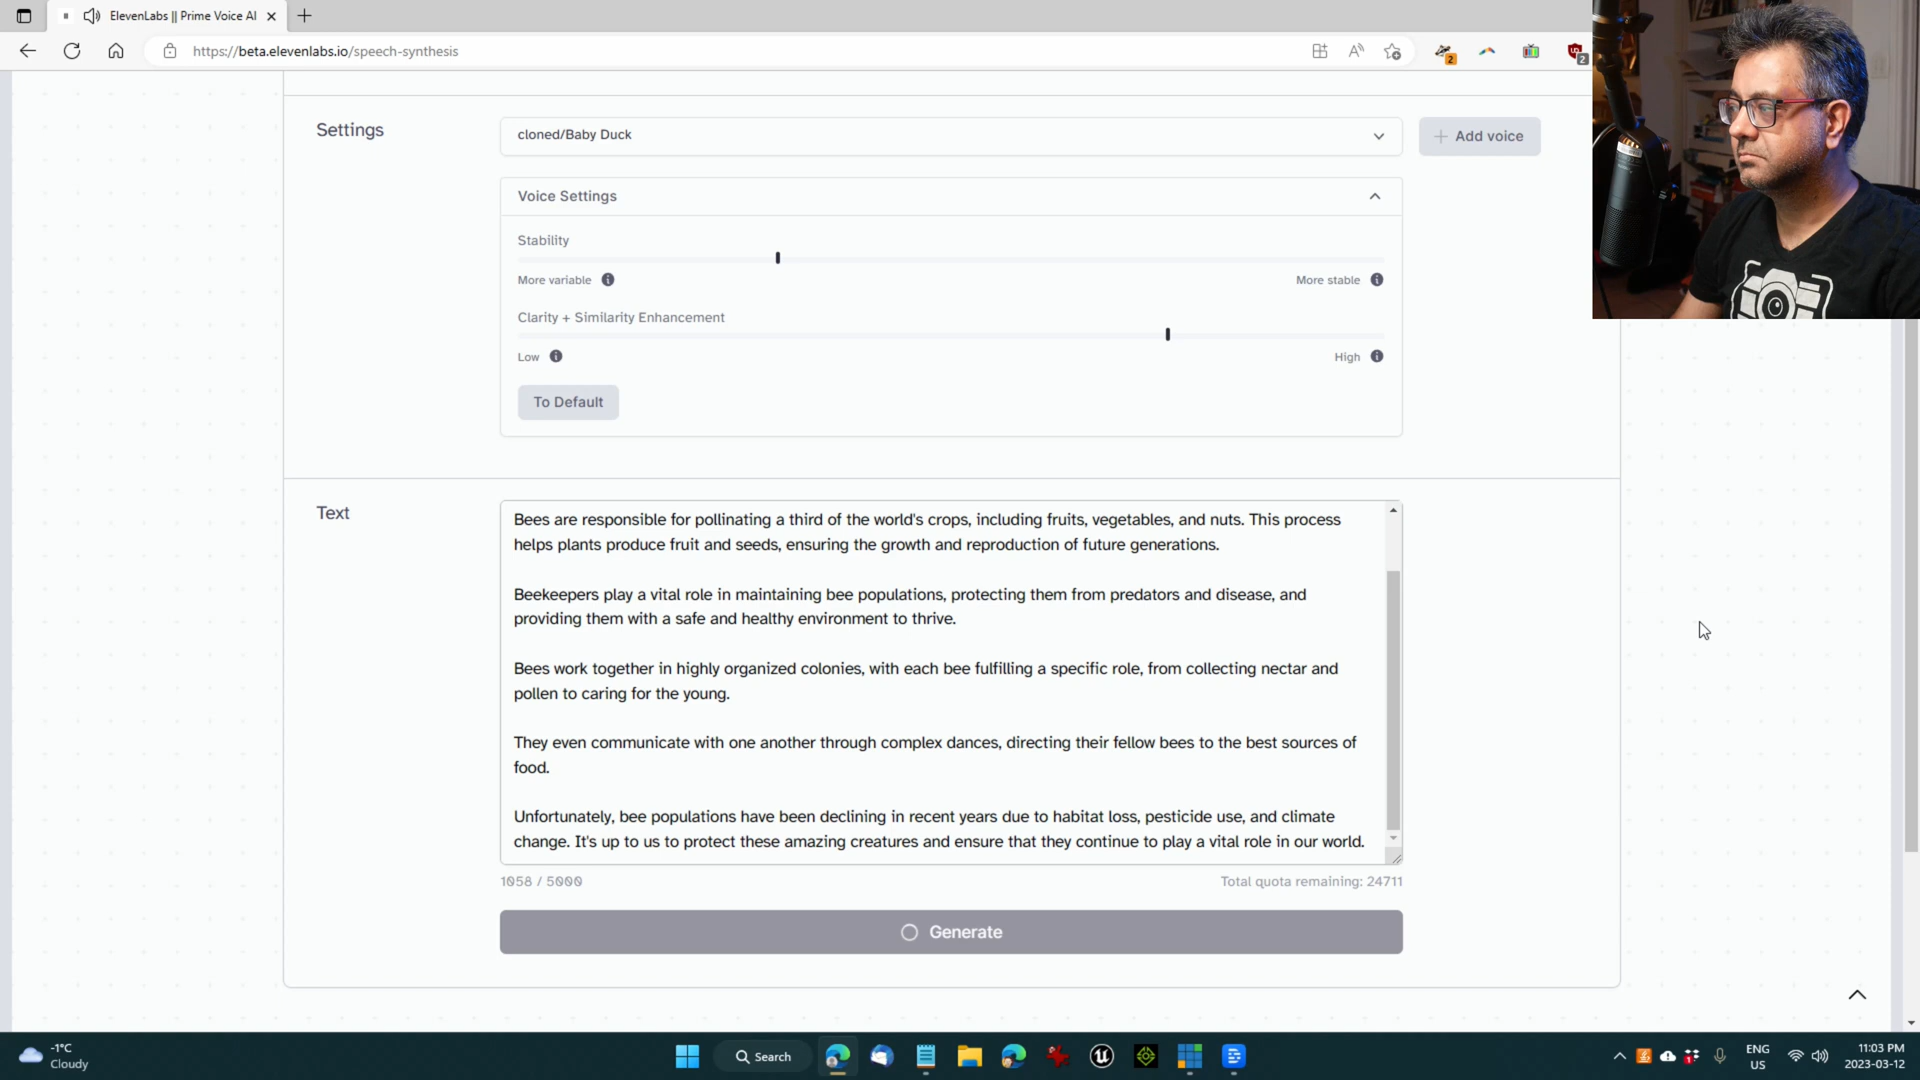 ElevenLabs || Prime Voice AI
https://beta.elevenlabs.io/speech-synthesis
2
2
Settings
cloned/Baby Duck
Add voice
Voice Settings
Stability
More variable
More stable
Clarity + Similarity Enhancement
Low
High
To Default
Text
Bees are responsible for pollinating a third of the world's crops, including fruits, vegetables, and nuts. This process
helps plants produce fruit and seeds, ensuring the growth and reproduction of future generations.
Beekeepers play a vital role in maintaining bee populations, protecting them from predators and disease, and
providing them with a safe and healthy environment to thrive.
Bees work together in highly organized colonies, with each bee fulfilling a specific role, from collecting nectar and
pollen to caring for the young.
They even communicate with one another through complex dances, directing their fellow bees to the best sources of
food.
Unfortunately, bee populations have been declining in recent years due to habitat loss, pesticide use, and climate
change. It's up to us to protect these amazing creatures and ensure that they continue to play a vital role in our world.
1058 / 5000
Total quota remaining: 24711
Generate
-1°C
Cloudy
Search
ENG
US
11:03 PM
2023-03-12